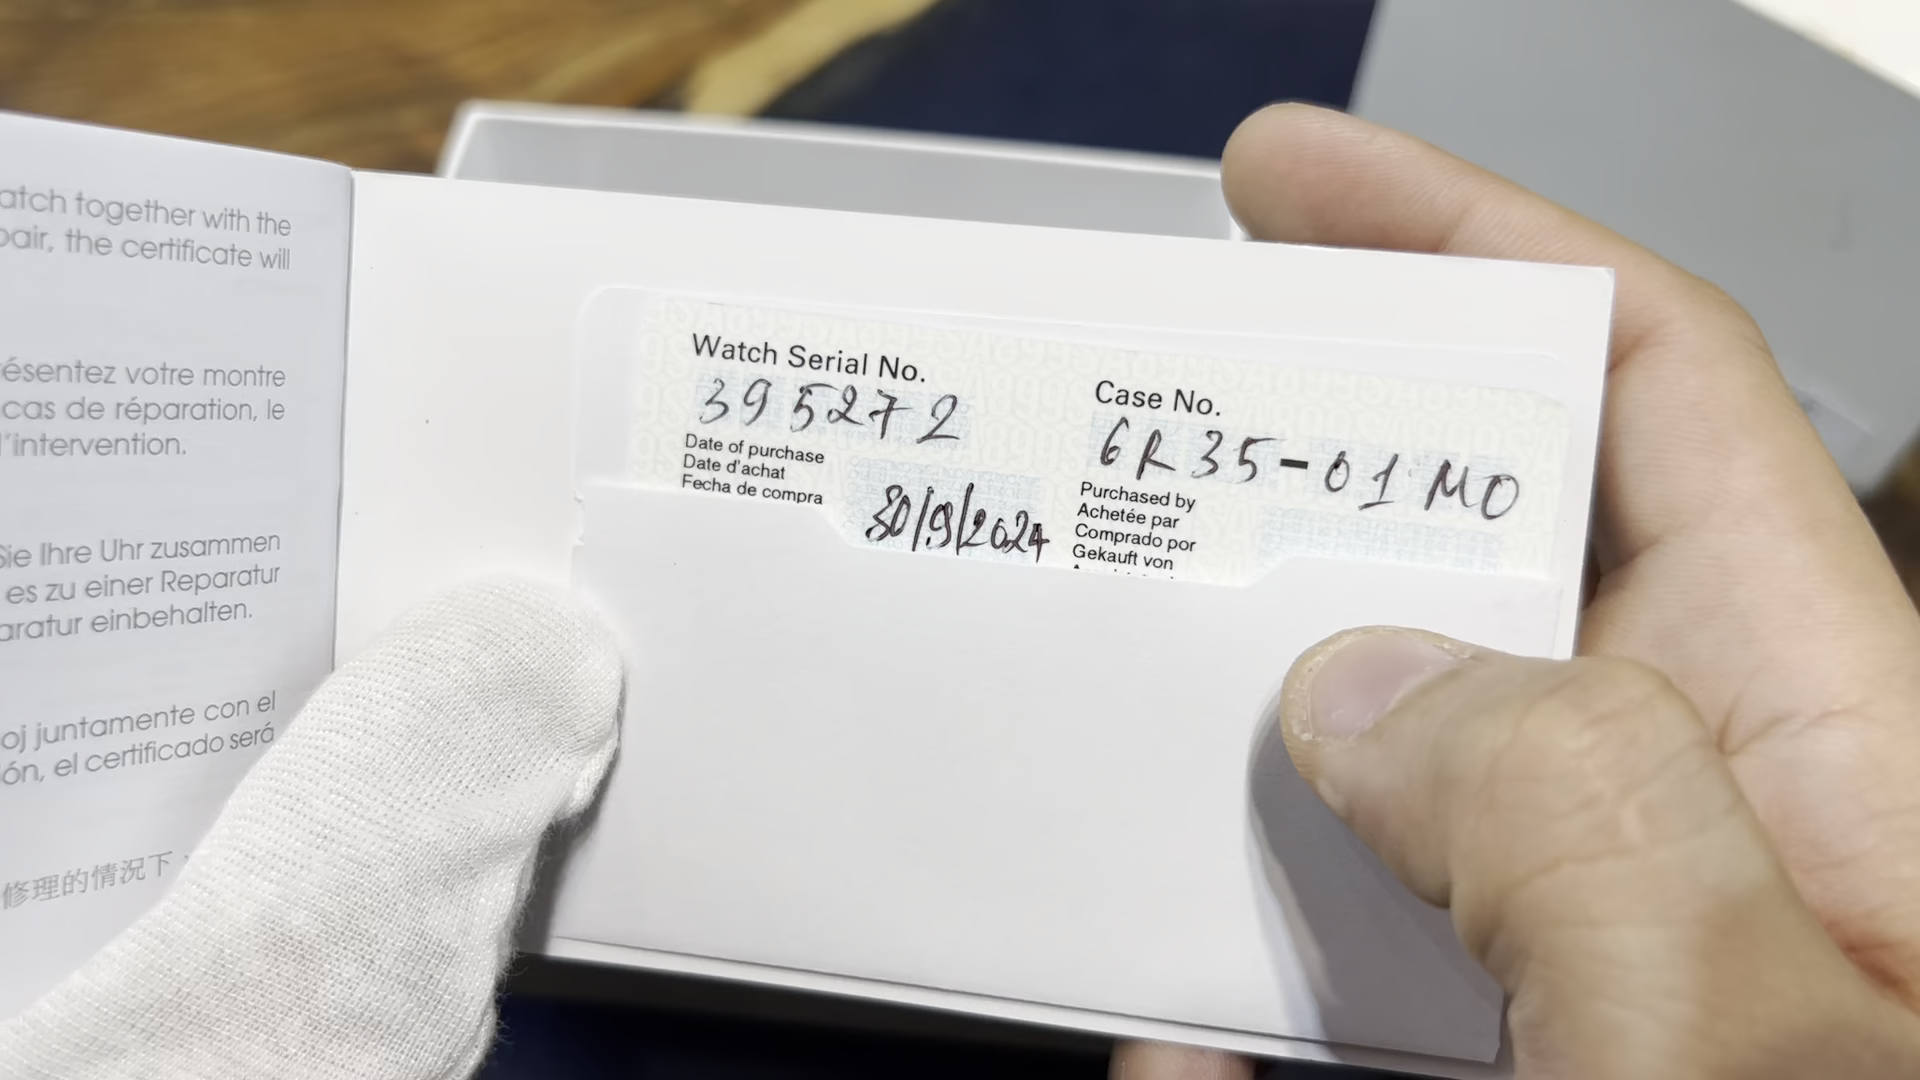 atch together with the
pair, the certificate will
résentez votre montre
cas de réparation, le
l'intervention.
Sie Ihre Uhr zusammen
es zu einer Reparatur
aratur einbehalten.
oj juntamente con el
ón, el certificado será
修理的情況下，
Watch Serial No.
395272
Date of purchase
Date d'achat
Fecha de compra
30/9/2024
Case No.
6R35-01M0
Purchased by
Achetée par
Comprado por
Gekauft von